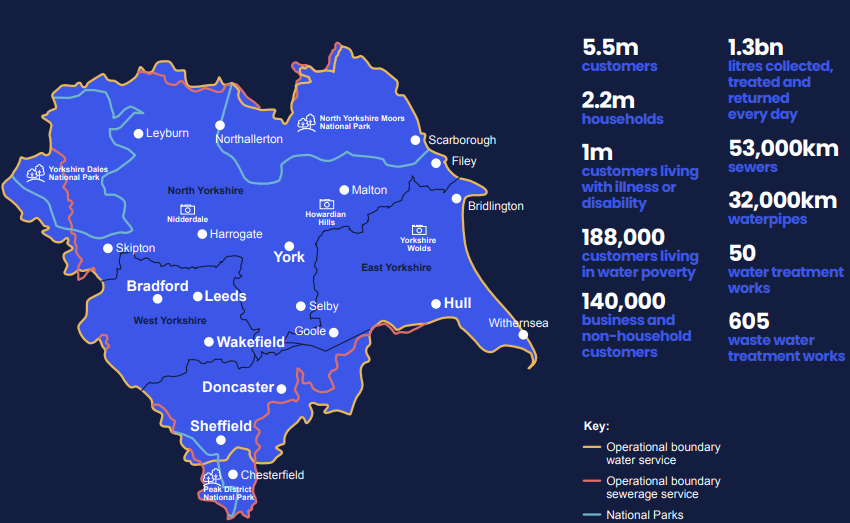 North Yorkshire Moors
National Park
Leyburn
Northallerton
Scarborough
Filey
Yorkshire Dales
National Park
North Yorkshire
Malton
Nidderdale
Howardian
Hills
Bridlington
Harrogate
Yorkshire
Wolds
Skipton
York
East Yorkshire
Bradford
Leeds
Selby
Hull
West Yorkshire
Goole
Withernsea
Wakefield
Doncaster
Sheffield
Chesterfield
Peak District
National Park
5.5m
customers
2.2m
households
1m
customers living
with illness or
disability
188,000
customers living
in water poverty
140,000
business and
non-household
customers
1.3bn
litres collected,
treated and
returned
every day
53,000km
sewers
32,000km
waterpipes
50
water treatment
works
605
waste water
treatment works
Key:
Operational boundary
water service
Operational boundary
sewerage service
National Parks